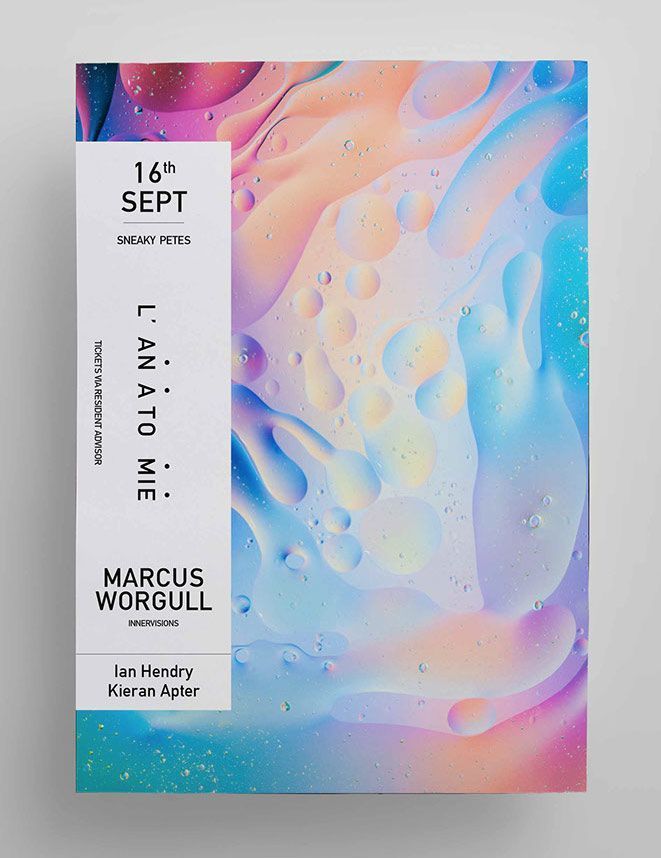 16th
SEPT
SNEAKY PETES
L' ANATOMIE
TICKETS VIA RESIDENT ADVISOR
MARCUS
WORGULL
INNERVISIONS
Ian Hendry
Kieran Apter